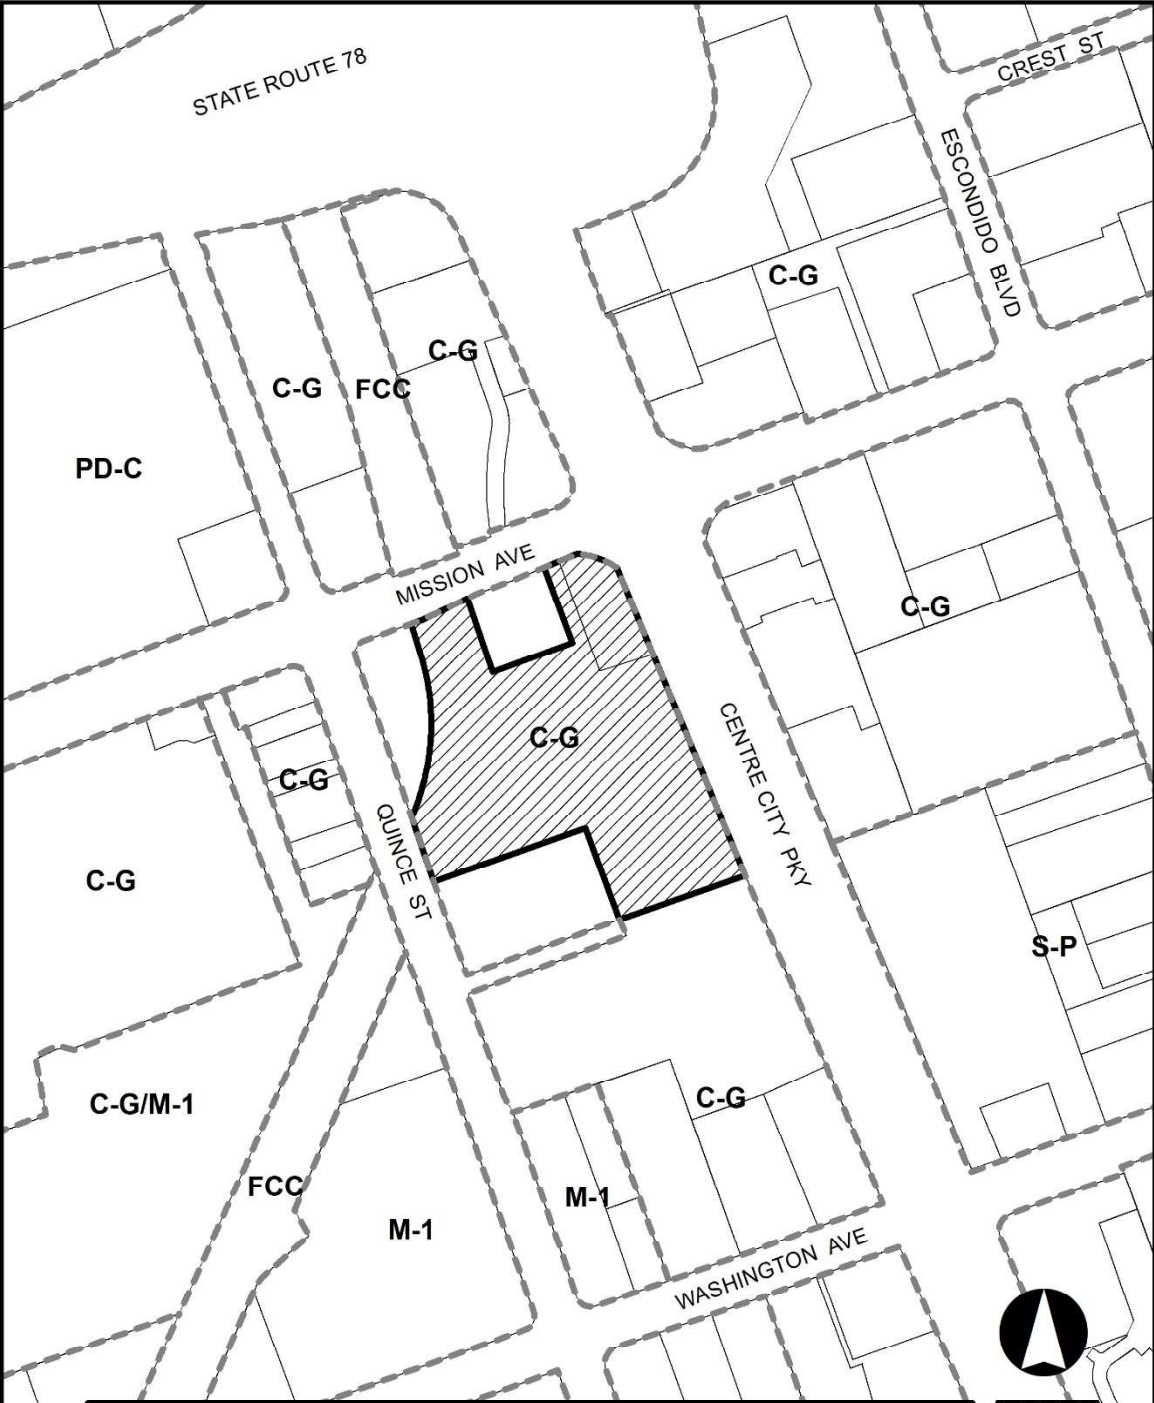 STATE ROUTE 78
CREST ST
ESCONDIDO BLVD
C-G
C-G
C-G
FCC
PD-C
MISSION AVE
C-G
C-G
CENTRE CITY PKY
C-G
QUINCE ST
C-G
S-P
C-G/M-1
C-G
FCC
M-1
M-1
WASHINGTON AVE